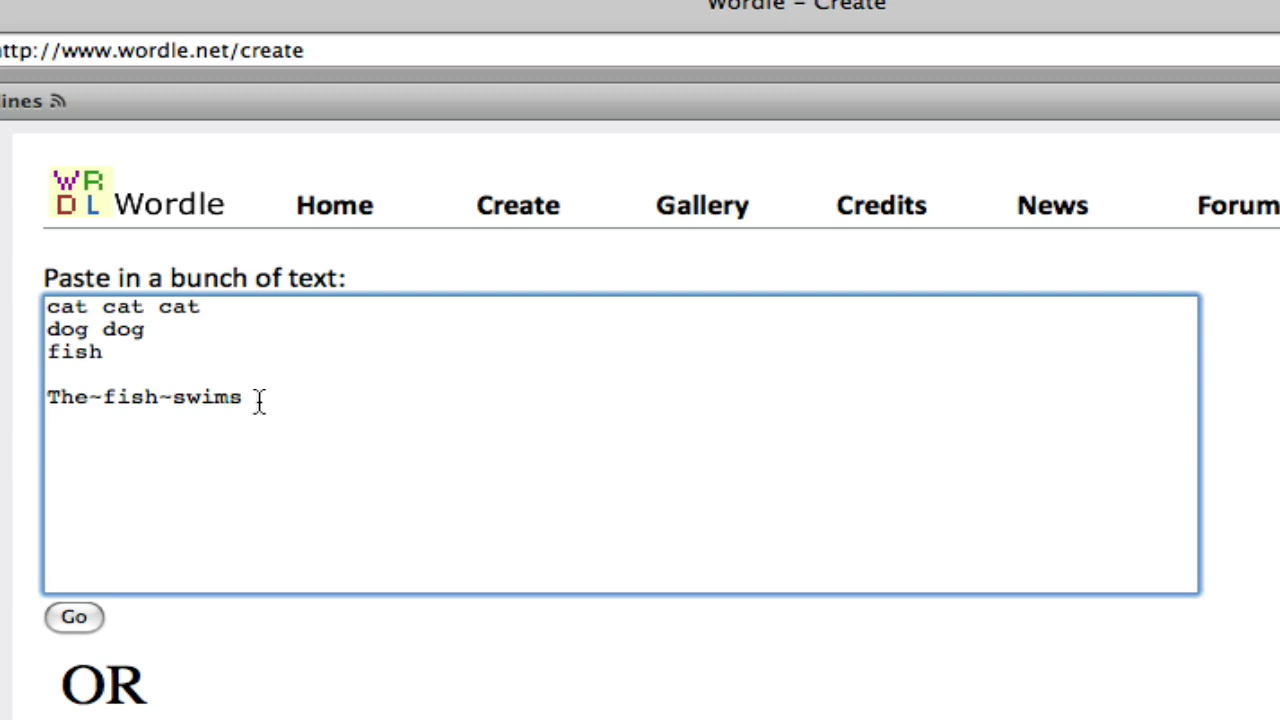 Wordle – Create
ttp://www.wordle.net/create
lines
WR
DL
Wordle Home Create Gallery Credits News Forum
Paste in a bunch of text:
cat cat cat
dog dog
fish
The~fish~swims
Go
OR